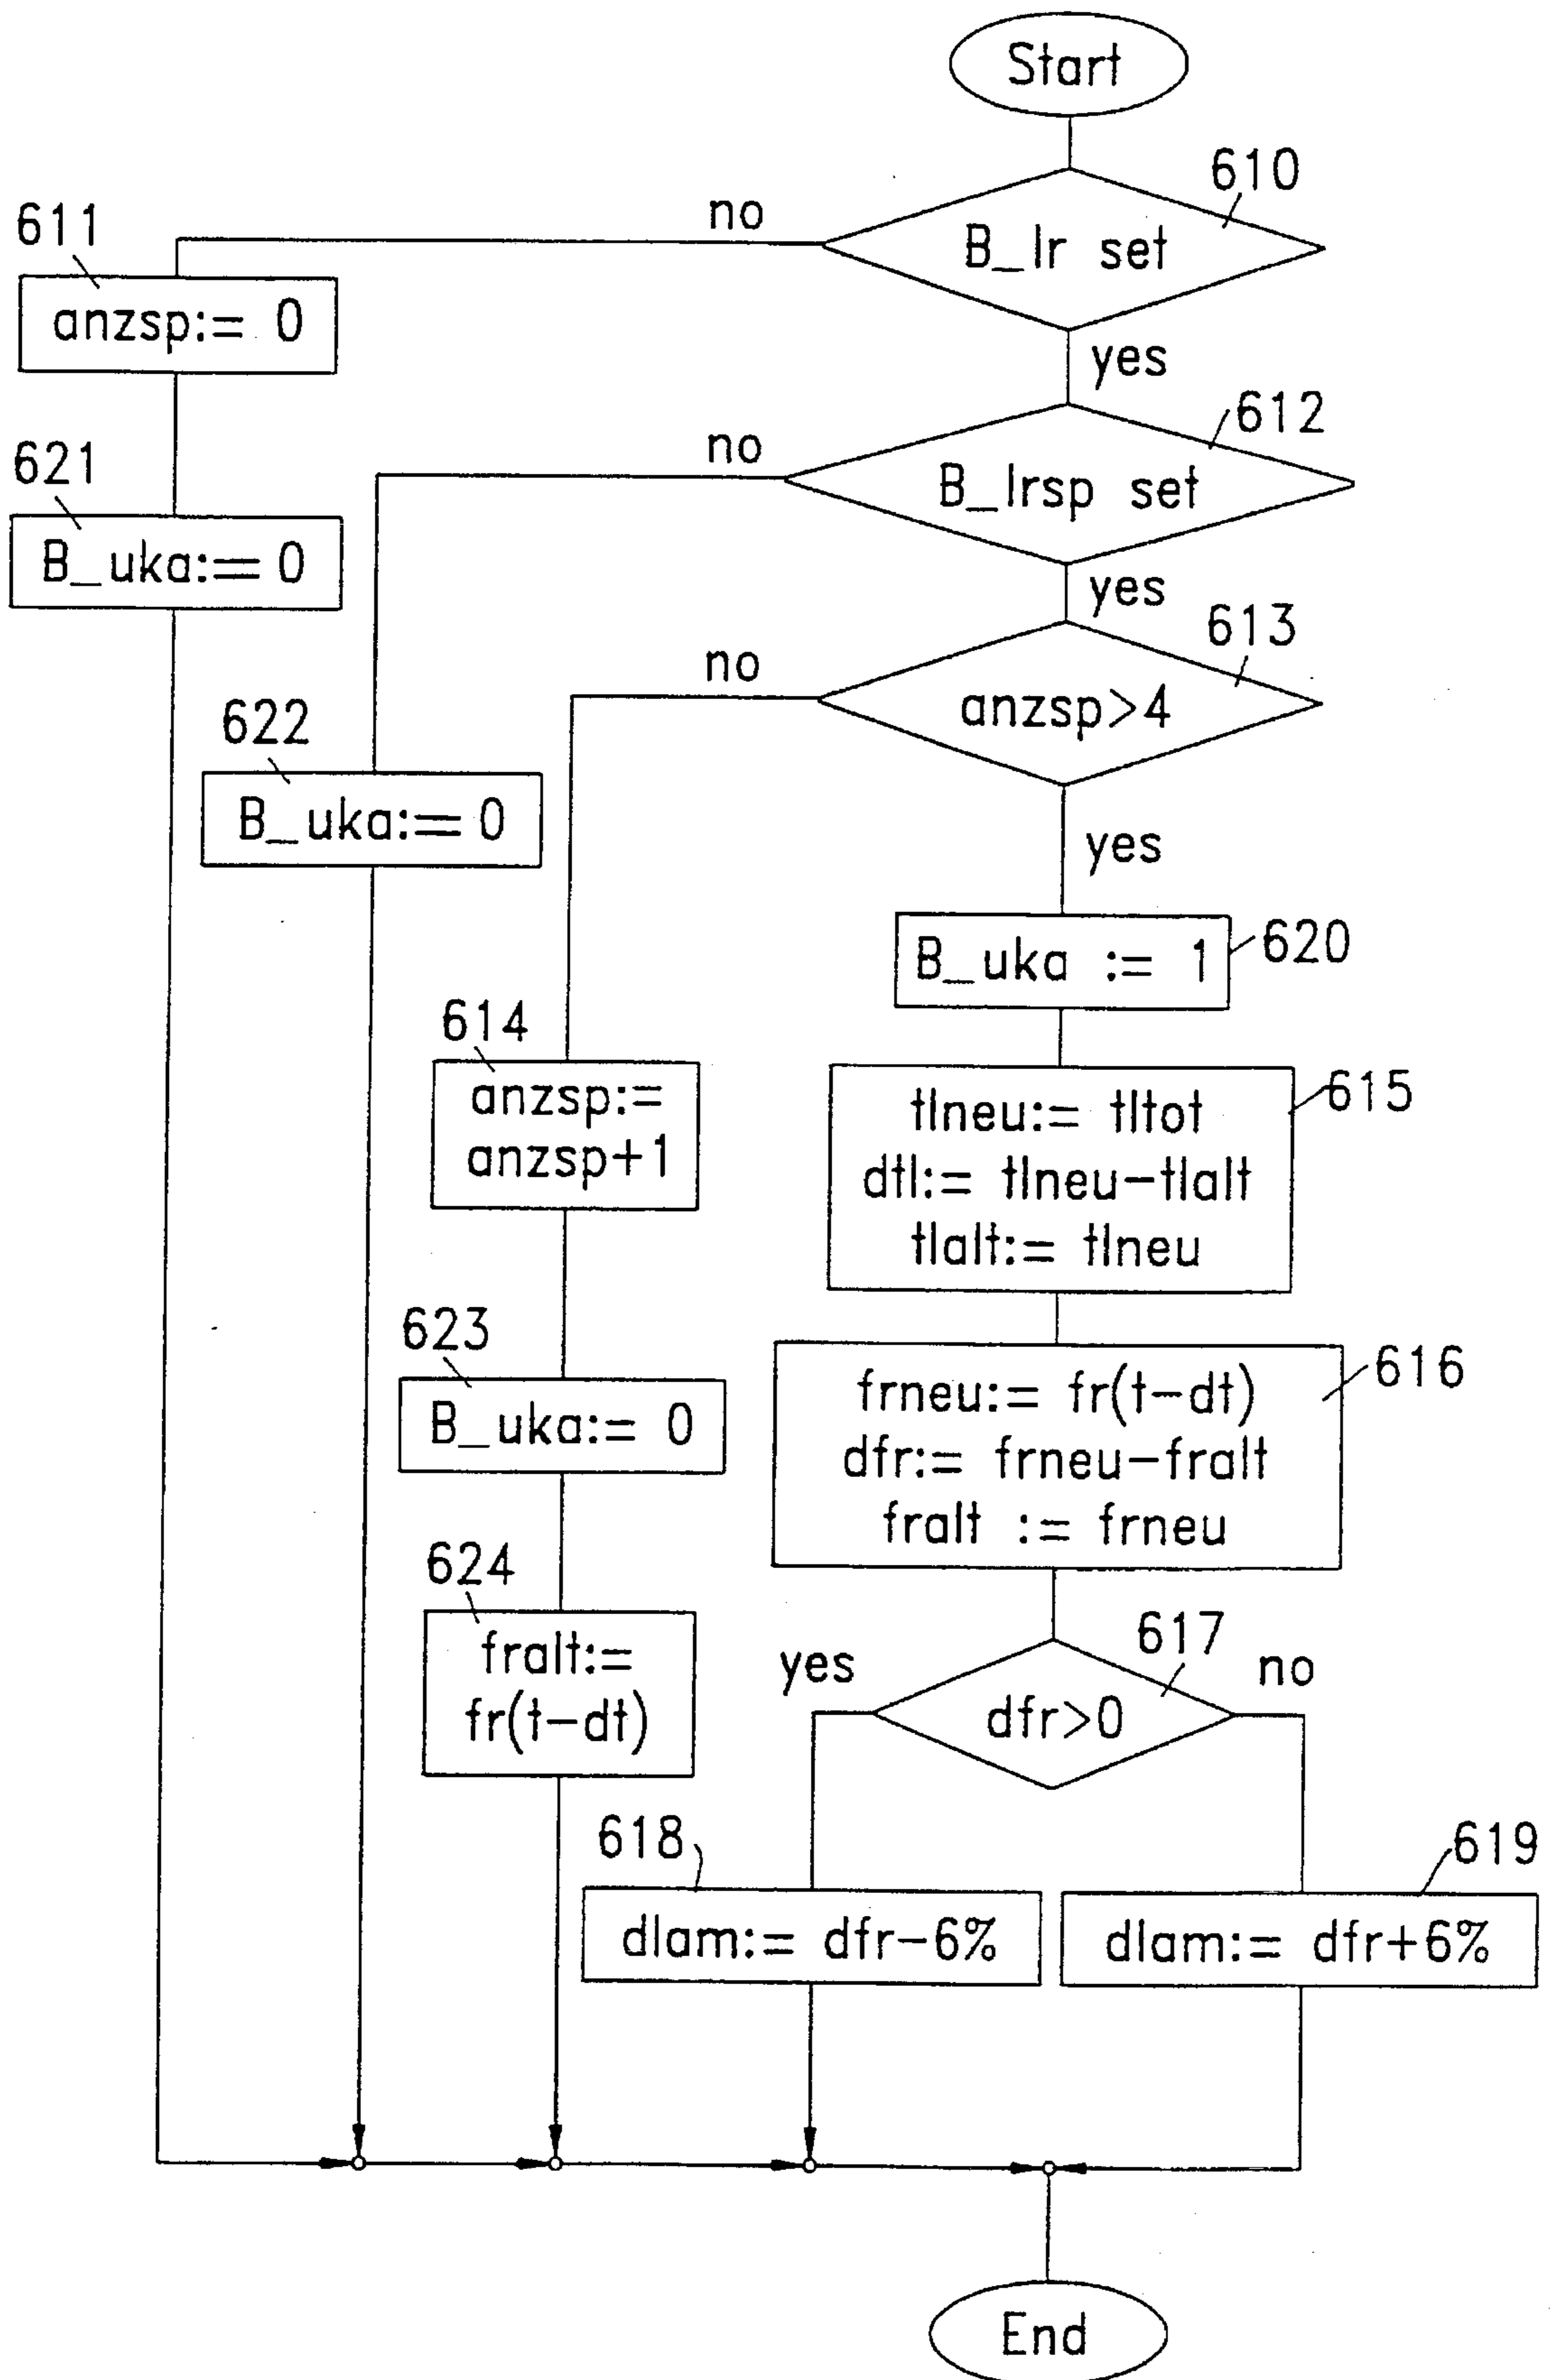 Start
610
B_lr set
no
yes
611
anzsp:= 0
612
B_lrsp set
no
yes
621
B_uka:= 0
613
anzsp>4
no
yes
622
B_uka:= 0
B_uka := 1
620
614
anzsp:=
anzsp+1
615
tlneu:= tltot
dtl:= tlneu-tlalt
tlalt:= tlneu
623
B_uka:= 0
616
frneu:= fr(t-dt)
dfr:= frneu-fralt
fralt := frneu
624
fralt:=
fr(t-dt)
617
yes
no
dfr>0
618
dlam:= dfr-6%
619
dlam:= dfr+6%
End